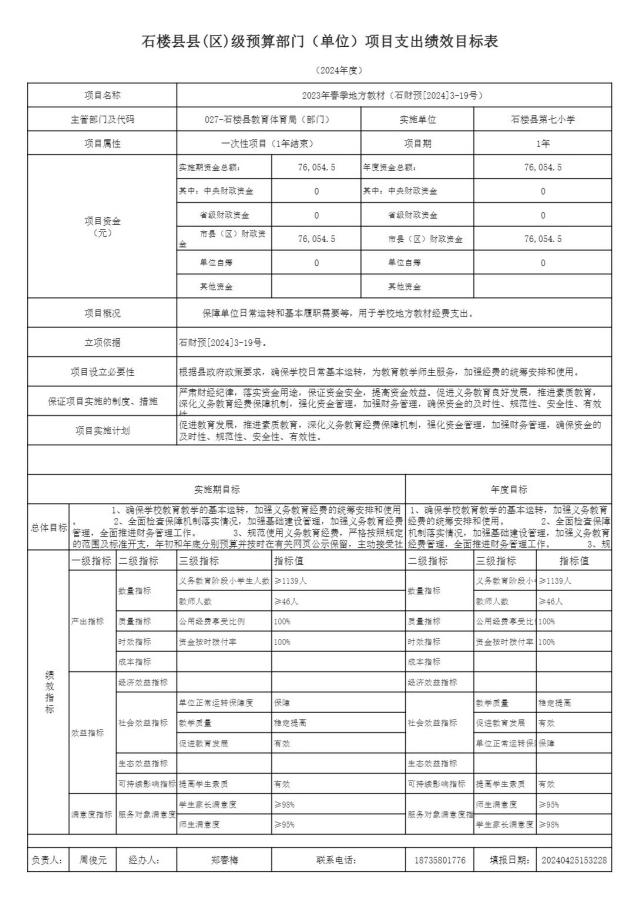 石楼县县(区)级预算部门（单位）项目支出绩效目标表
（2024年度）
项目名称 2023年春季地方教材（石财预[2024]3-19号）
主管部门及代码 027-石楼县教育体育局（部门） 实施单位 石楼县第七小学
项目属性 一次性项目（1年结束） 项目期 1年
项目资金（元）
实施期资金总额： 76,054.5 年度资金总额： 76,054.5
其中：中央财政资金 0 其中：中央财政资金 0
省级财政资金 0 省级财政资金 0
市县（区）财政资金 76,054.5 市县（区）财政资金 76,054.5
单位自筹 0 单位自筹 0
其他资金 其他资金
项目概况 保障单位日常运转和基本履职需要等，用于学校地方教材经费支出。
立项依据 石财预[2024]3-19号。
项目设立必要性 根据县政府政策要求，确保学校日常基本运转，为教育教学师生服务，加强经费的统筹安排和使用。
保证项目实施的制度、措施
严肃财经纪律，落实资金用途，保证资金安全，提高资金效益。促进义务教育良好发展，推进素质教育，
深化义务教育经费保障机制，强化资金管理，加强财务管理，确保资金的及时性、规范性、安全性、有效
性
项目实施计划
促进教育发展，推进素质教育，深化义务教育经费保障机制，强化资金管理，加强财务管理，确保资金的
及时性、规范性、安全性、有效性。
实施期目标 年度目标
总体目标
1、确保学校教育教学的基本运转，加强义务教育经费的统筹安排和使用
。 2、全面检查保障机制落实情况，加强基础建设管理，加强义务教育经费
管理，全面推进财务管理工作。 3、规范使用义务教育经费，严格按照规定
的范围及标准开支，年初和年底分别预算并按时在有关网页公示保留，主动接受社
1、确保学校教育教学的基本运转，加强义务教育
经费的统筹安排和使用。 2、全面检查保障
机制落实情况，加强基础建设管理，加强义务教育
经费管理，全面推进财务管理工作。 3、规
绩效指标
一级指标 二级指标 三级指标 指标值 二级指标 三级指标 指标值
产出指标
数量指标 义务教育阶段小学生人数 ≥1139人 数量指标 义务教育阶段小 ≥1139人
教师人数 ≥46人 教师人数 ≥46人
质量指标 公用经费享受比例 100% 质量指标 公用经费享受比 100%
时效指标 资金按时拨付率 100% 时效指标 资金按时拨付率 100%
成本指标 成本指标
效益指标
经济效益指标 经济效益指标
社会效益指标 单位正常运转保障度 保障 社会效益指标 教学质量 稳定提高
教学质量 稳定提高 促进教育发展 有效
促进教育发展 有效 单位正常运转保 保障
生态效益指标 生态效益指标
可持续影响指标 提高学生素质 有效 可持续影响指标 提高学生素质 有效
满意度指标
服务对象满意度 学生家长满意度 ≥98% 服务对象满意度指 师生满意度 ≥95%
师生满意度 ≥95% 学生家长满意度 ≥98%
负责人： 周俊元 经办人： 郑春梅 联系电话： 18735801776 填报日期： 20240425153228